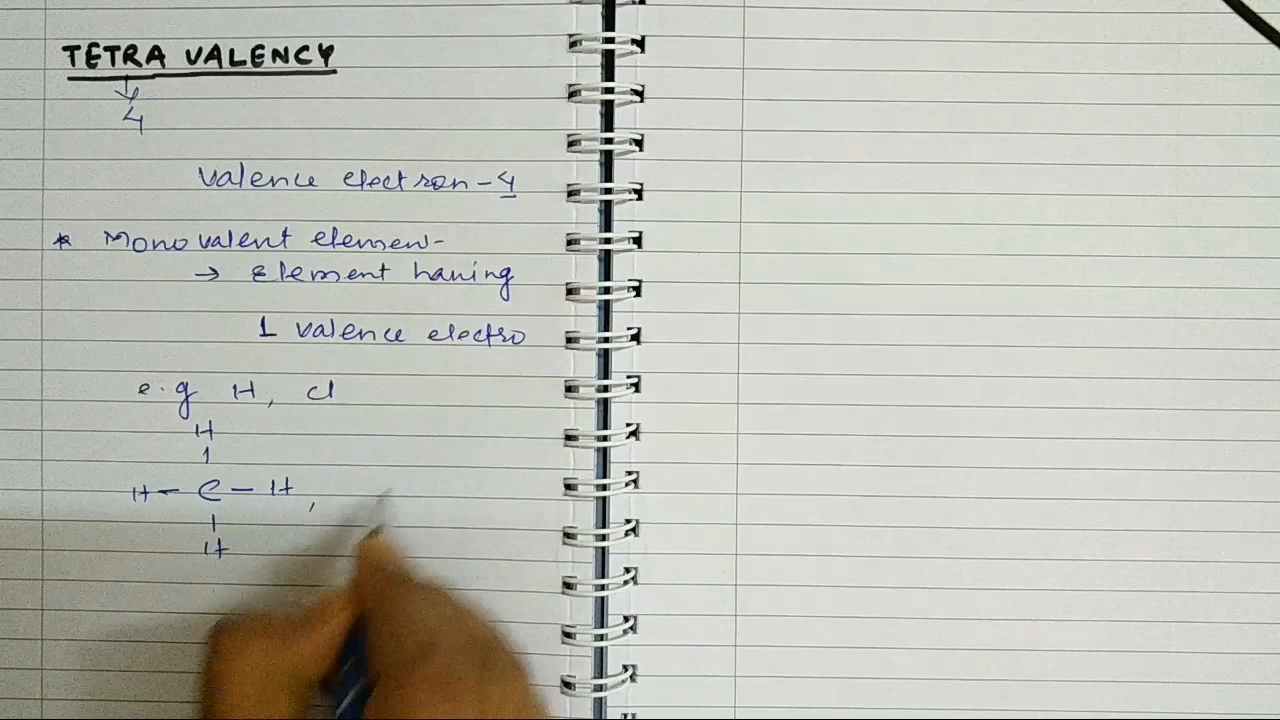 TETRA VALENCY
↓
4
valence electron - 4
* Monovalent element-
→ Element having
1 valence electro
e.g H, Cl
H
|
H - C - H,
|
H